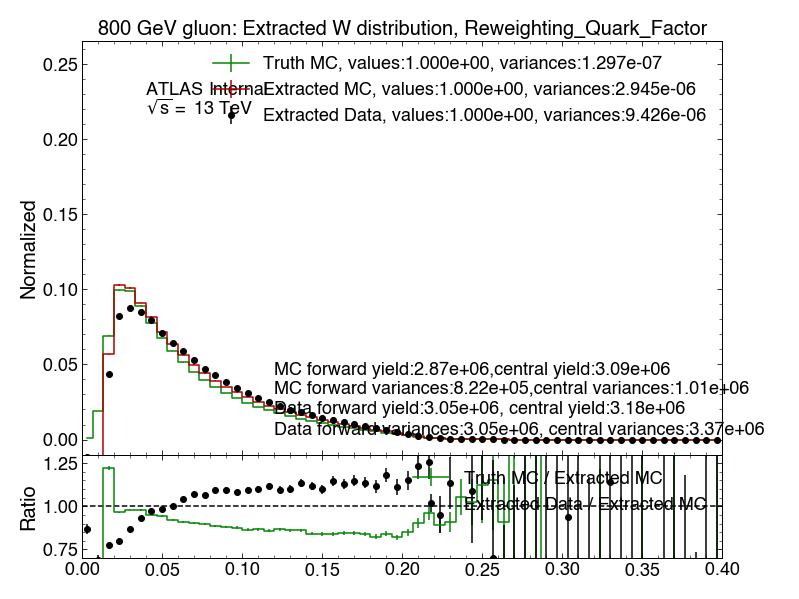 800 GeV gluon: Extracted W distribution, Reweighting_Quark_Factor
Truth MC, values:1.000e+00, variances:1.297e-07
Extracted MC, values:1.000e+00, variances:2.945e-06
Extracted Data, values:1.000e+00, variances:9.426e-06
ATLAS Internal
√s = 13 TeV
Normalized
0.25
0.20
0.15
0.10
0.05
0.00
MC forward yield:2.87e+06,central yield:3.09e+06
MC forward variances:8.22e+05,central variances:1.01e+06
Data forward yield:3.05e+06, central yield:3.18e+06
Data forward variances:3.05e+06, central variances:3.37e+06
Ratio
1.25
1.00
0.75
Truth MC / Extracted MC
Extracted Data / Extracted MC
0.00 0.05 0.10 0.15 0.20 0.25 0.30 0.35 0.40